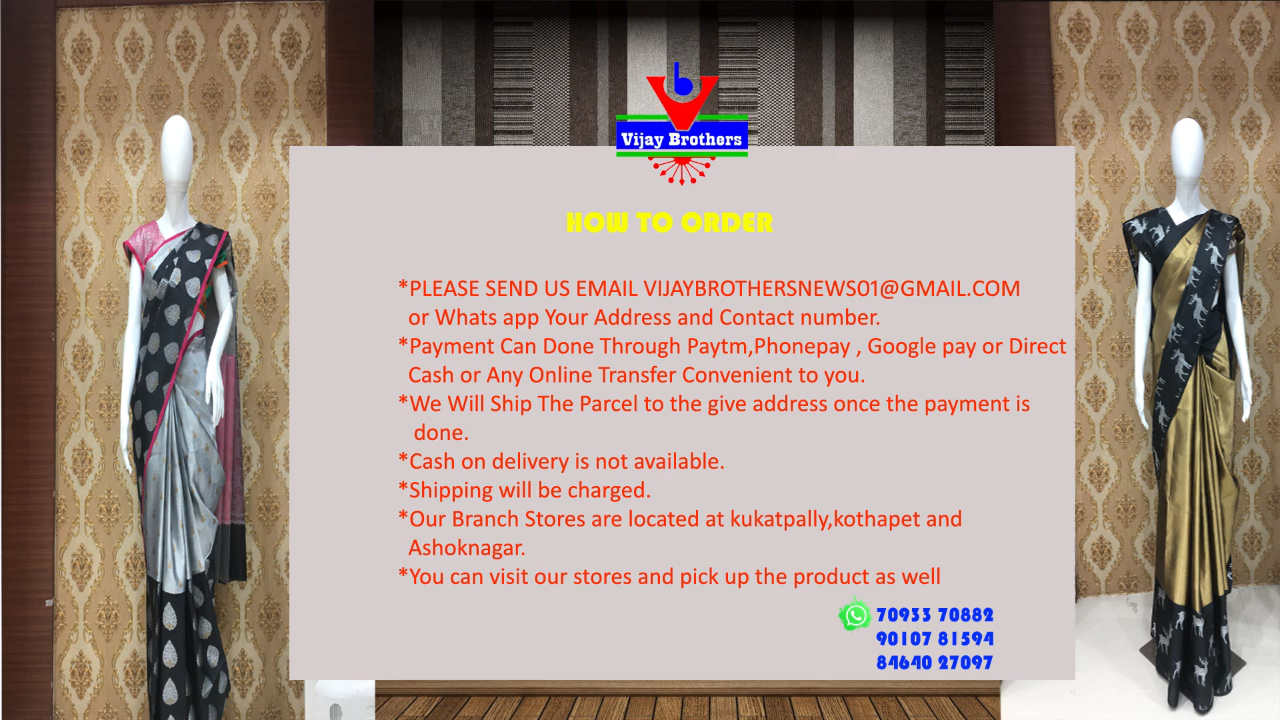 b
Vijay Brothers
HOW TO ORDER
*PLEASE SEND US EMAIL VIJAYBROTHERSNEWS01@GMAIL.COM
or Whats app Your Address and Contact number.
*Payment Can Done Through Paytm,Phonepay , Google pay or Direct
Cash or Any Online Transfer Convenient to you.
*We Will Ship The Parcel to the give address once the payment is
done.
*Cash on delivery is not available.
*Shipping will be charged.
*Our Branch Stores are located at kukatpally,kothapet and
Ashoknagar.
*You can visit our stores and pick up the product as well
70933 70882
90107 81594
84640 27097